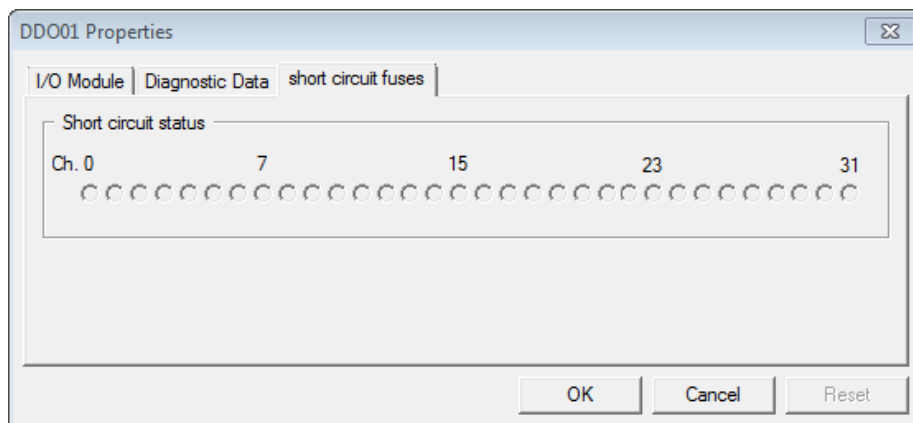 DDO01 Properties
I/O Module Diagnostic Data short circuit fuses
Short circuit status
Ch. 0 7 15 23 31
OK Cancel Reset